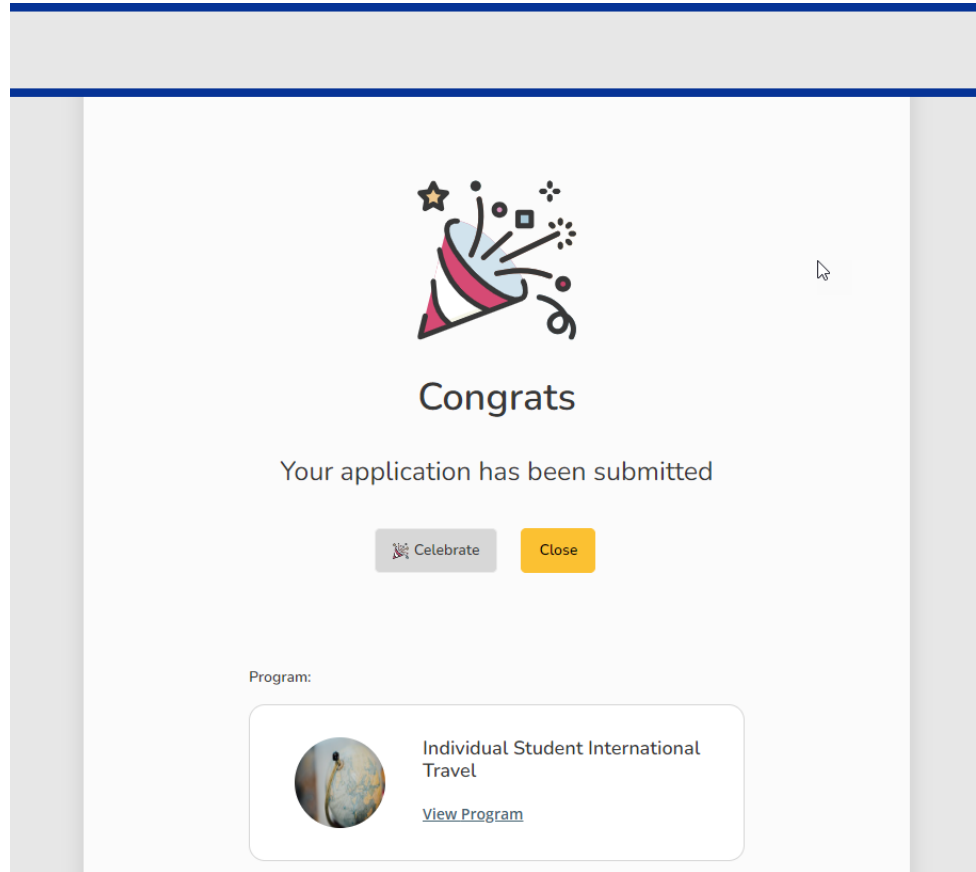 Congrats
Your application has been submitted
Celebrate
Close
Program:
Individual Student International
Travel
View Program